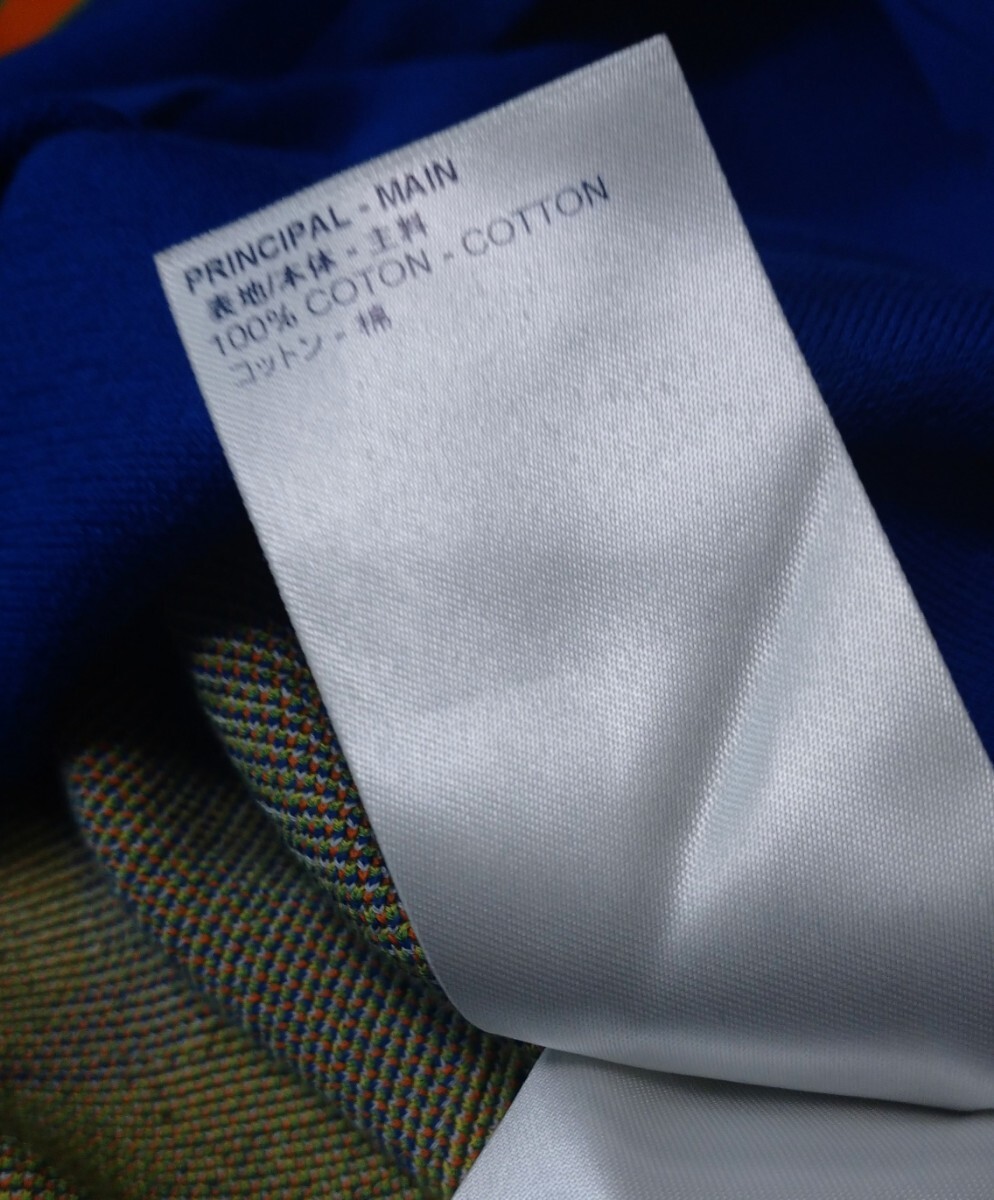 PRINCIPAL - MAIN
表地/本体 - 主料
100% COTON - COTTON
コットン - 棉